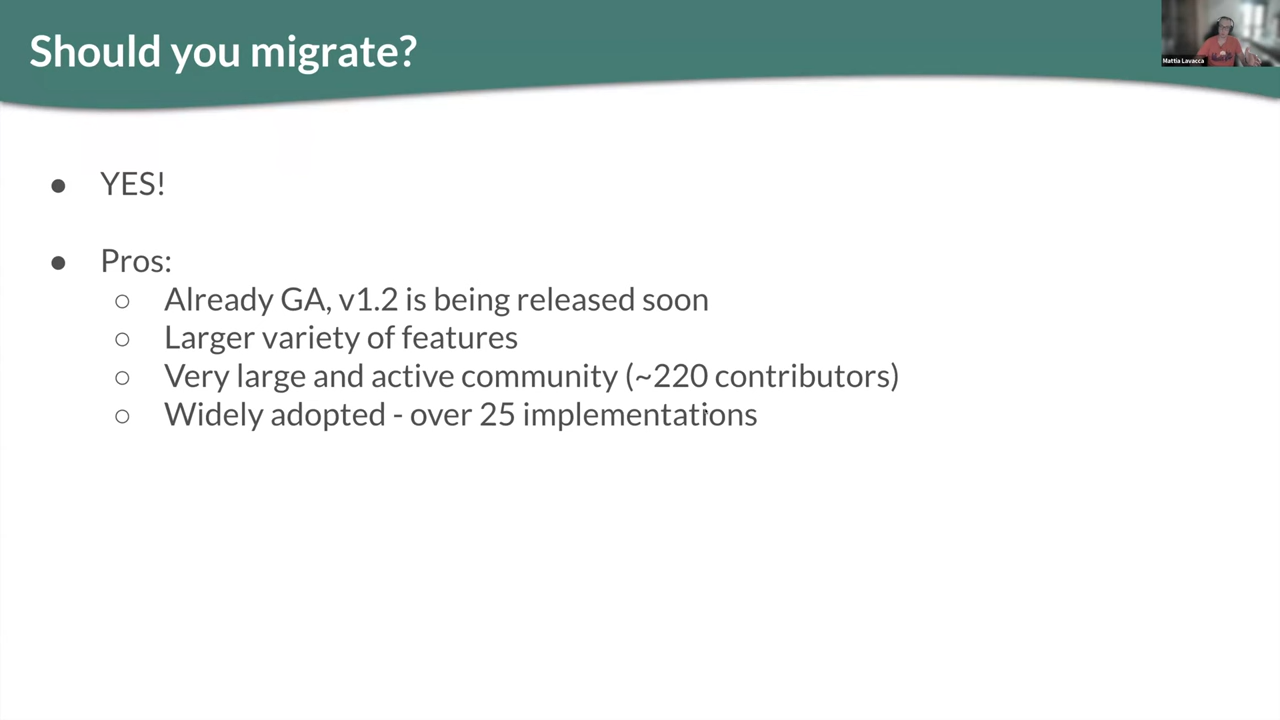 Should you migrate?
Mattia Lavacca
● YES!
● Pros:
○ Already GA, v1.2 is being released soon
○ Larger variety of features
○ Very large and active community (~220 contributors)
○ Widely adopted - over 25 implementations